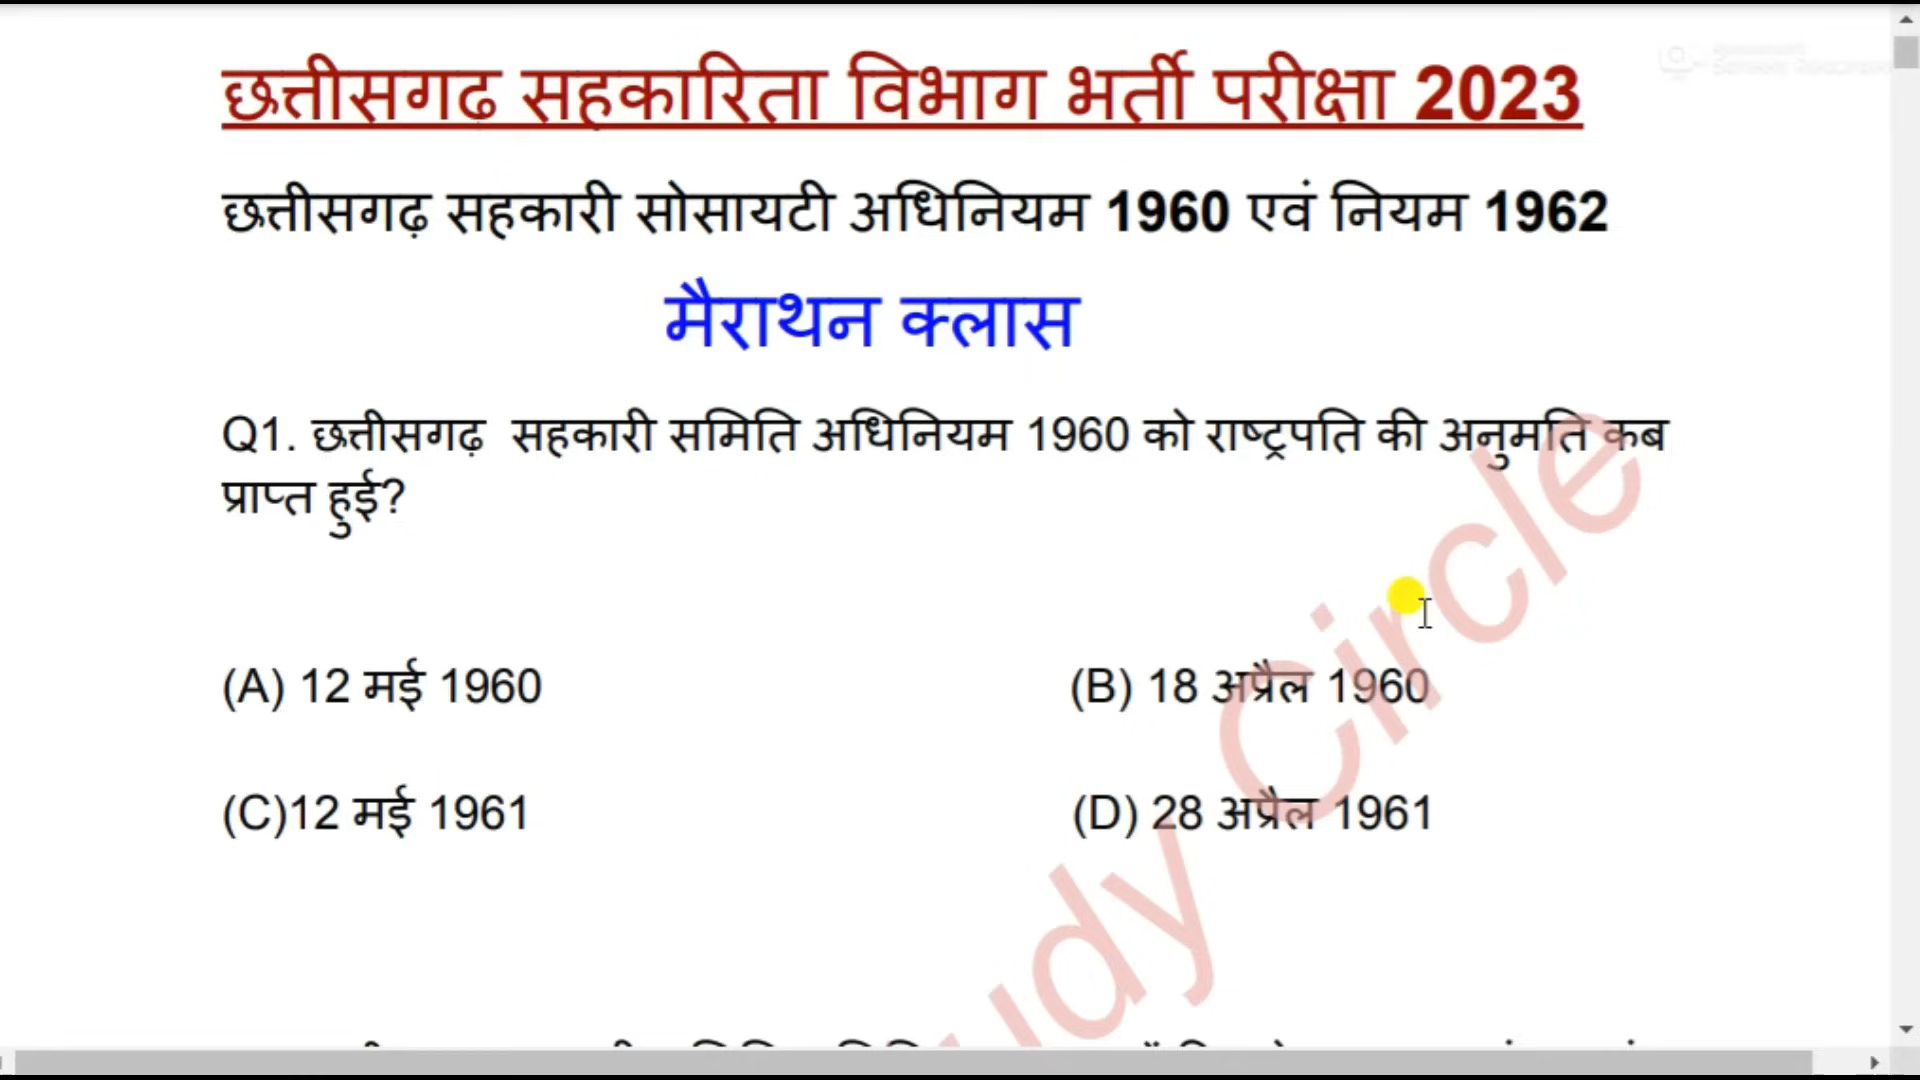 छत्तीसगढ सहकारिता विभाग भर्ती परीक्षा 2023
छत्तीसगढ़ सहकारी सोसायटी अधिनियम 1960 एवं नियम 1962
मैराथन क्लास
Q1. छत्तीसगढ़ सहकारी समिति अधिनियम 1960 को राष्ट्रपति की अनुमति कब
प्राप्त हुई?
(A) 12 मई 1960 (B) 18 अप्रैल 1960
(C)12 मई 1961 (D) 28 अप्रैल 1961
udy Circle